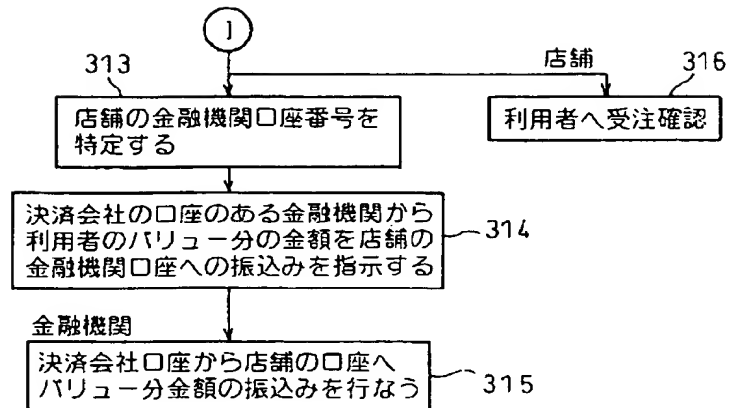 1
313
店舗
316
店舗の金融機関口座番号を
特定する
利用者へ受注確認
決済会社の口座のある金融機関から
利用者のバリュー分の金額を店舗の
金融機関口座への振込みを指示する
314
金融機関
決済会社口座から店舗の口座へ
バリュー分金額の振込みを行なう
315